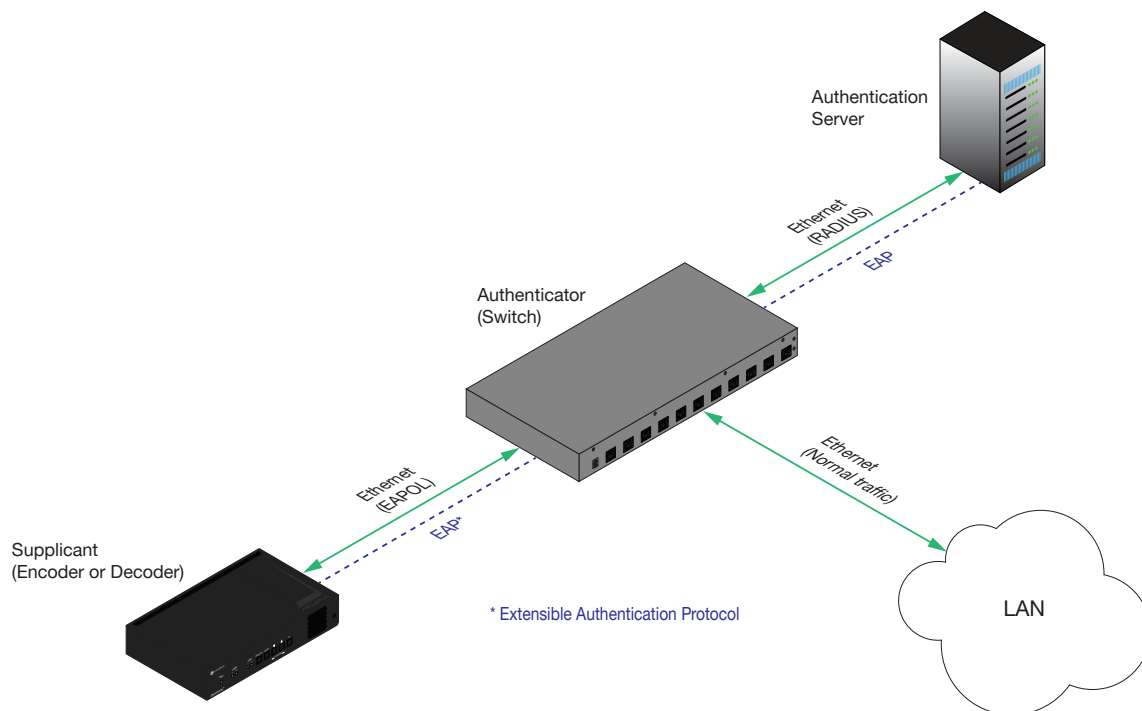 Authentication
Server
Ethernet
(RADIUS)
EAP
Authenticator
(Switch)
Ethernet
(Normal traffic)
Ethernet
(EAPOL)
EAP*
Supplicant
(Encoder or Decoder)
* Extensible Authentication Protocol
LAN